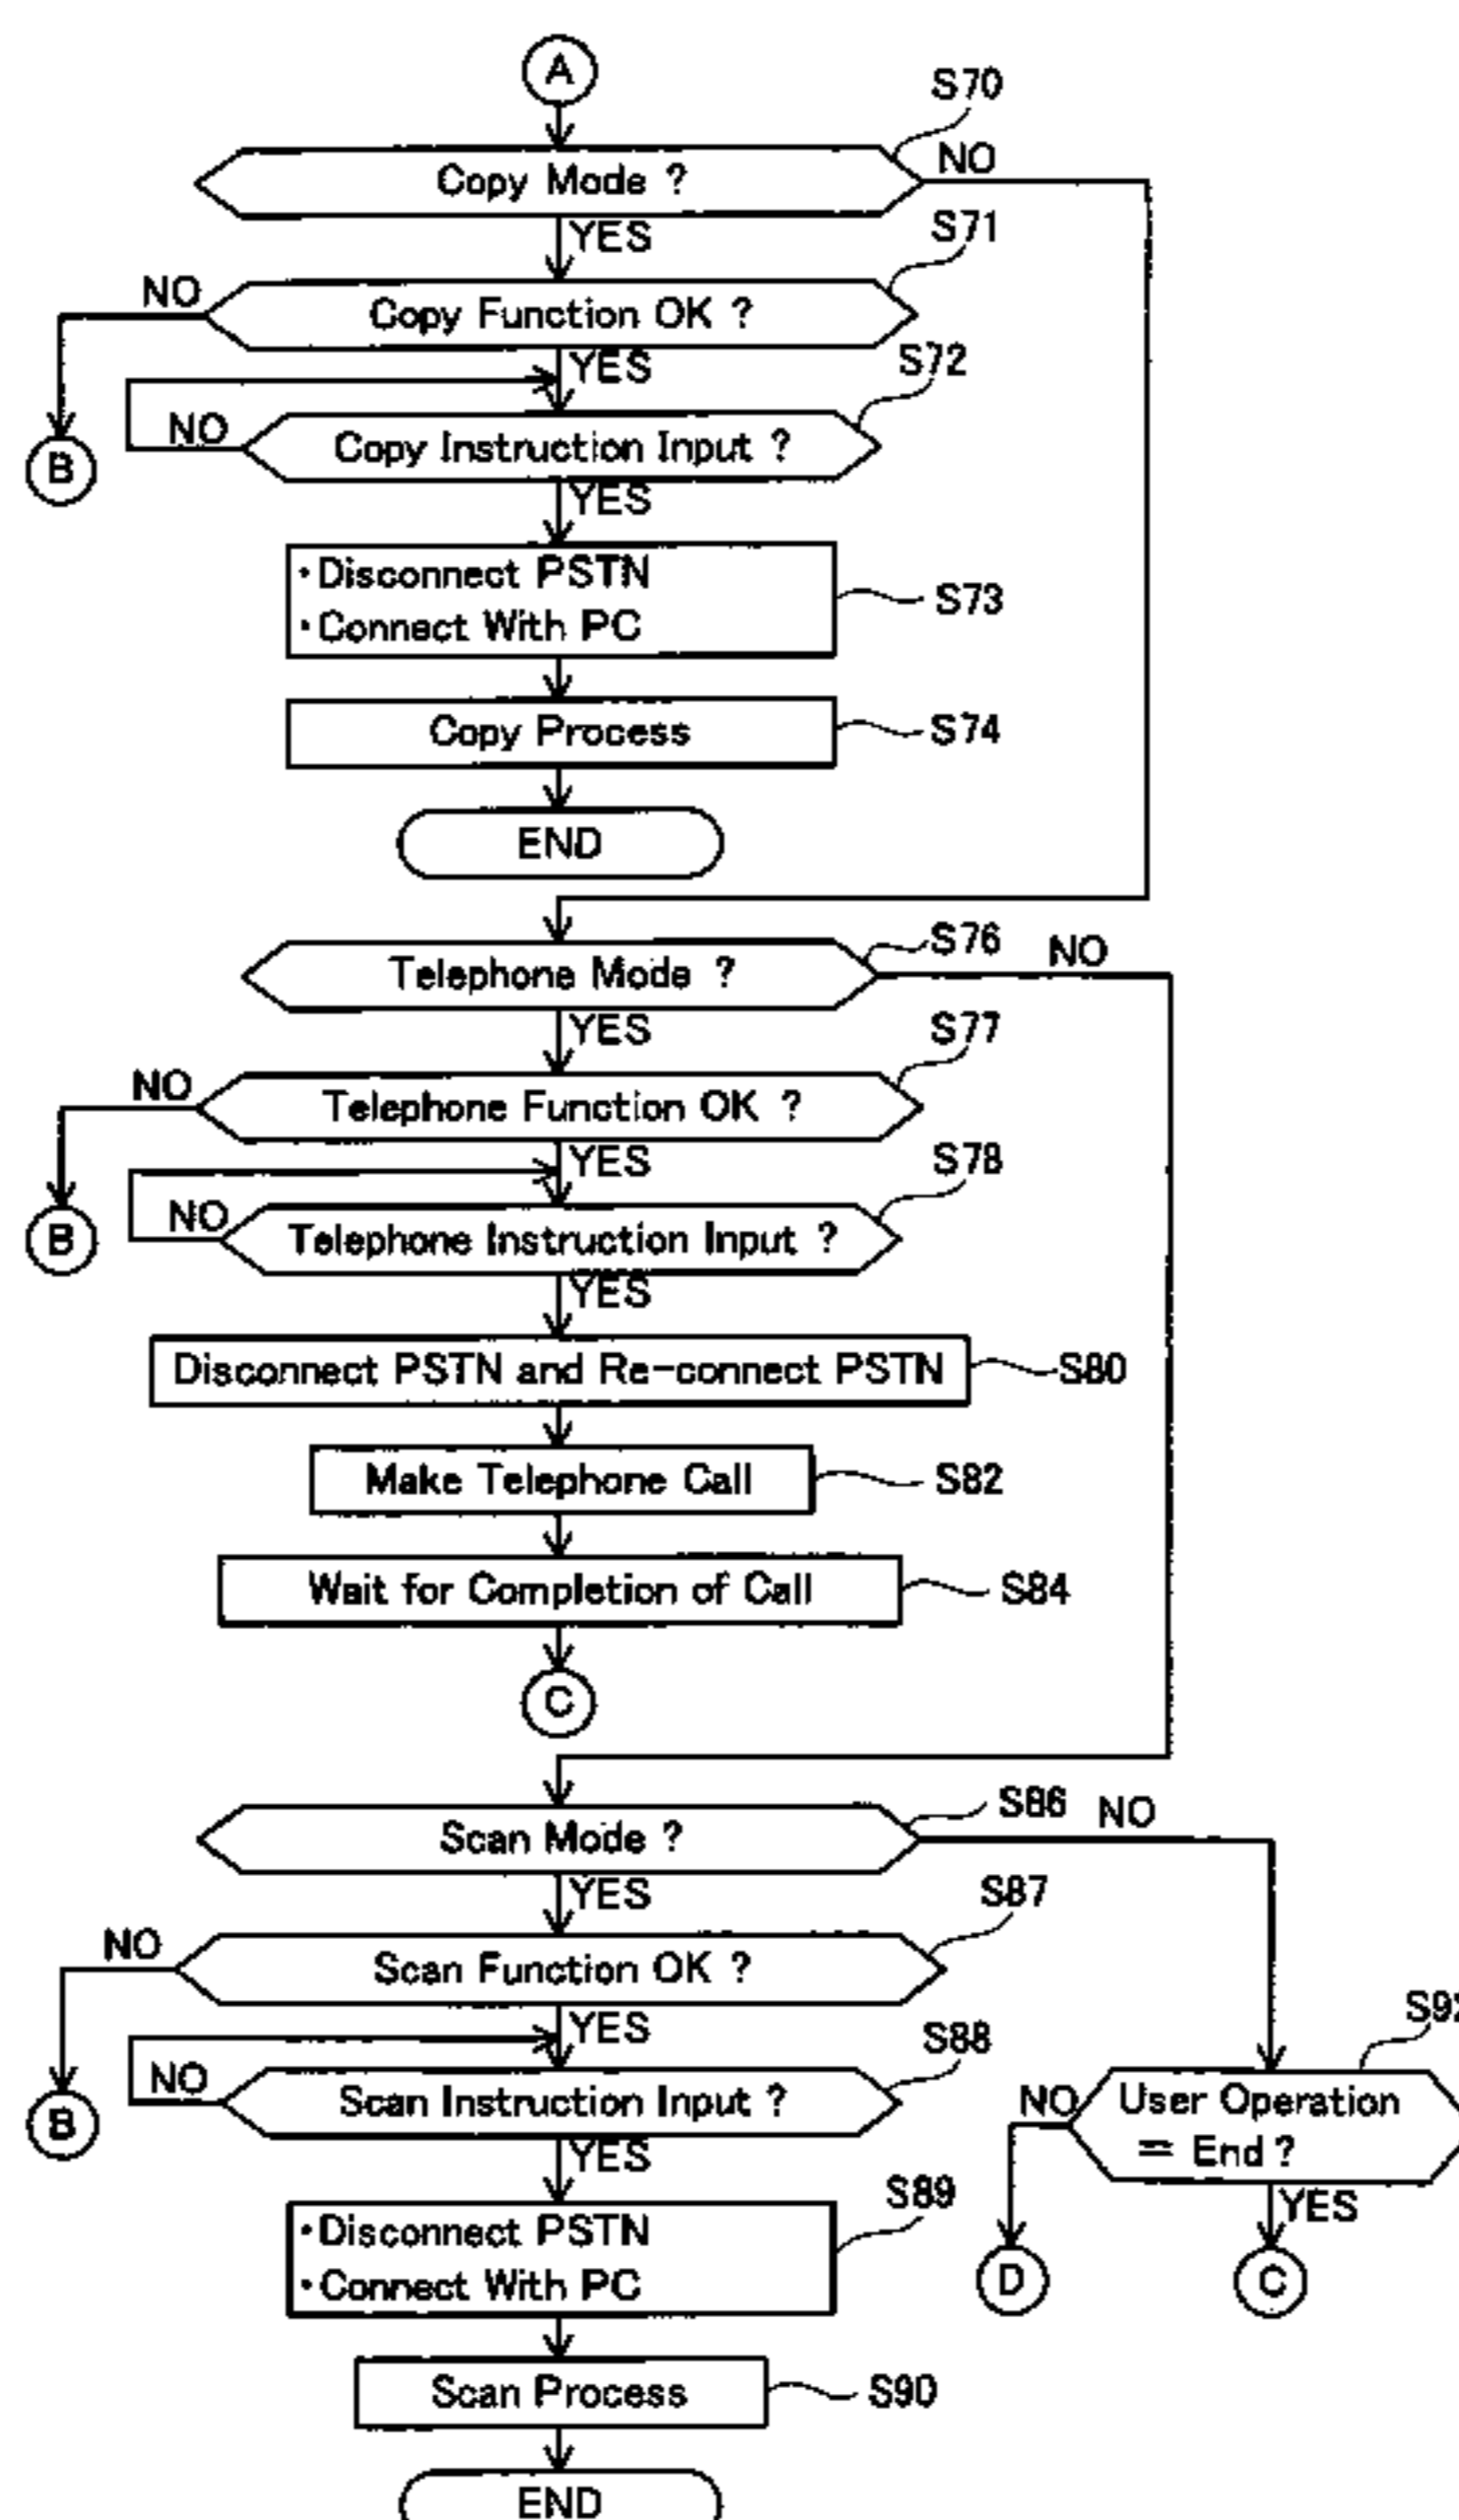 A
S70
Copy Mode ?
NO
YES
S71
NO
Copy Function OK ?
YES
S72
NO
Copy Instruction Input ?
B
YES
・Disconnect PSTN
・Connect With PC
S73
Copy Process
S74
END
S76
NO
Telephone Mode ?
YES
S77
NO
Telephone Function OK ?
YES
S78
NO
Telephone Instruction Input ?
B
YES
Disconnect PSTN and Re-connect PSTN
S80
Make Telephone Call
S82
Wait for Completion of Call
S84
C
S86
NO
Scan Mode ?
YES
S87
NO
Scan Function OK ?
YES
S88
NO
Scan Instruction Input ?
B
YES
・Disconnect PSTN
・Connect With PC
S89
Scan Process
S90
END
NO
User Operation
= End ?
YES
D
C